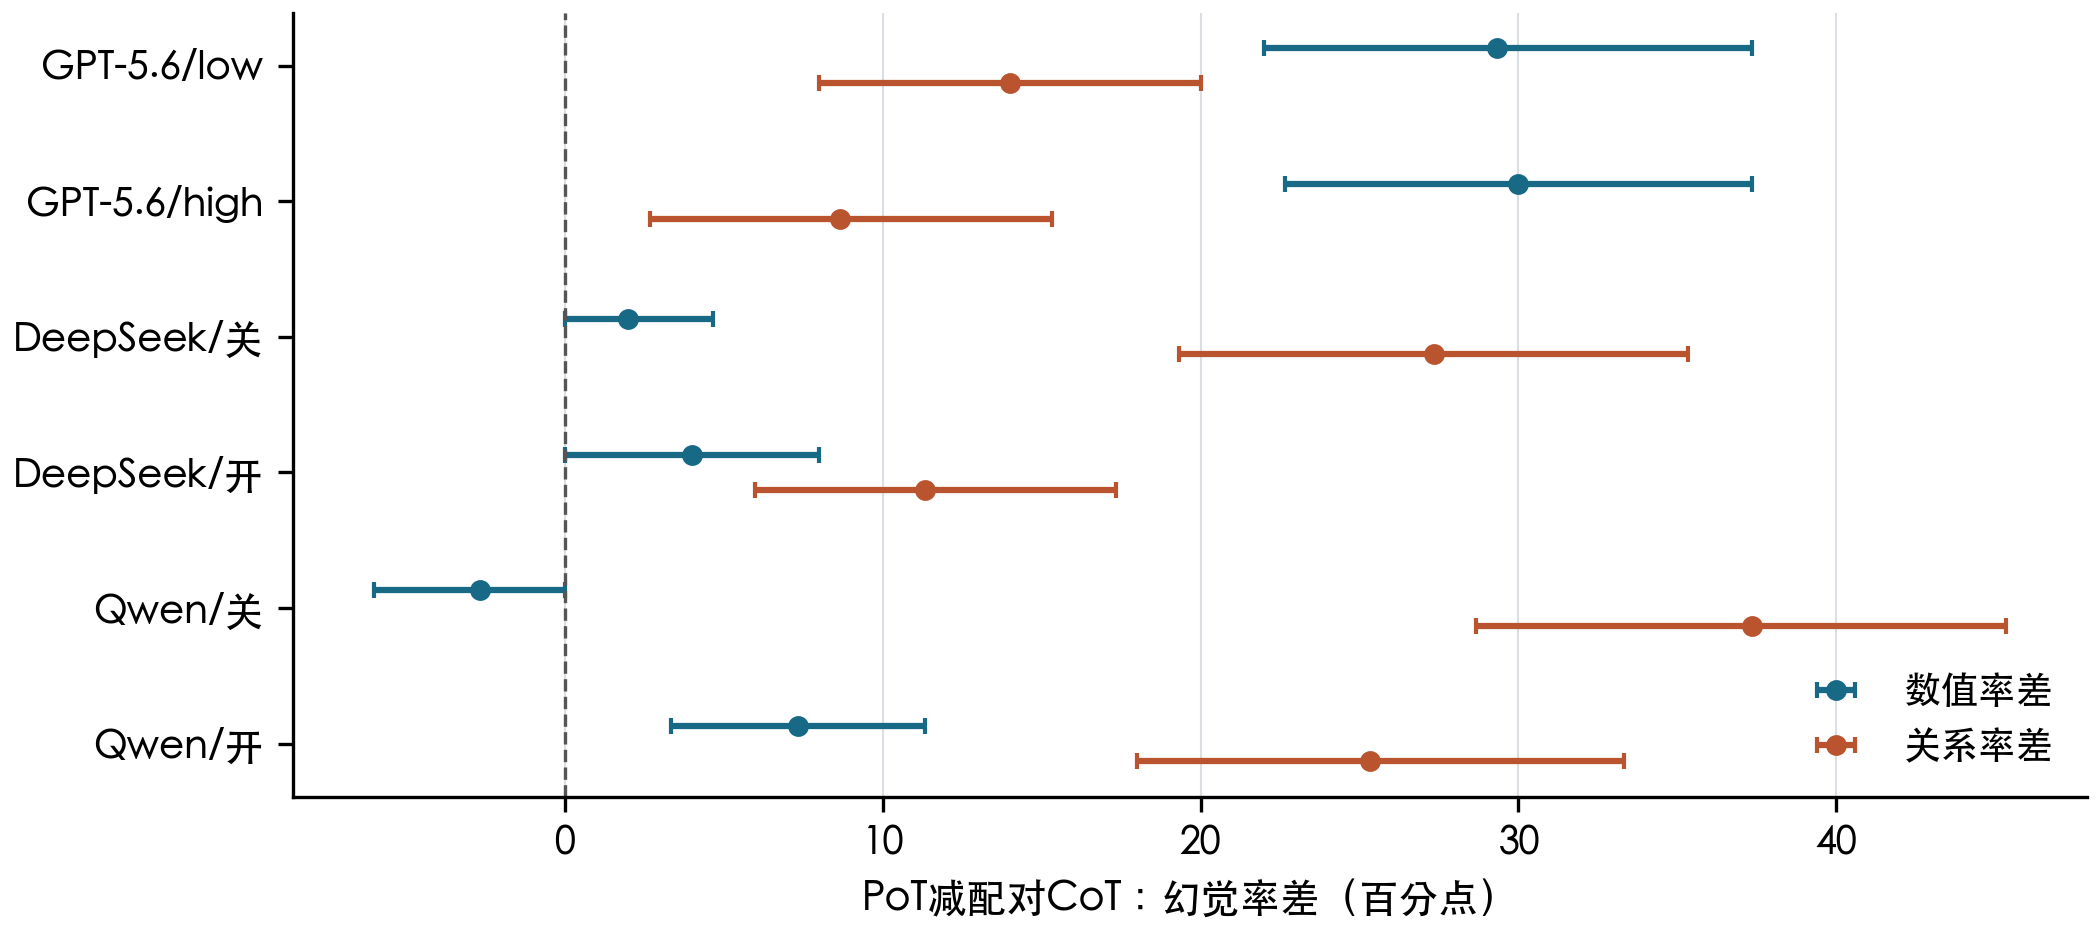 GPT-5.6/low
GPT-5.6/high
DeepSeek/关
DeepSeek/开
Qwen/关
Qwen/开
数值率差
关系率差
0 10 20 30 40
PoT减配对CoT：幻觉率差（百分点）